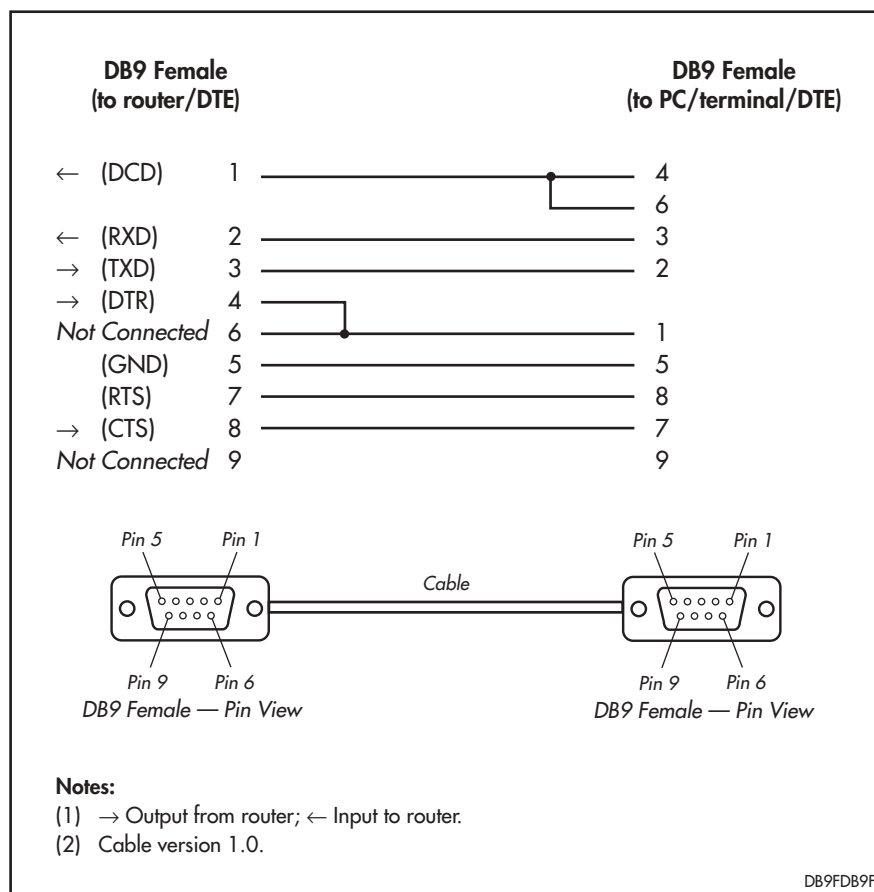 DB9 Female DB9 Female
(to router/DTE) (to PC/terminal/DTE)
← (DCD) 1 4
6
← (RXD) 2 3
→ (TXD) 3 2
→ (DTR) 4
Not Connected 6 1
(GND) 5 5
(RTS) 7 8
→ (CTS) 8 7
Not Connected 9 9
Pin 5 Pin 1 Pin 5 Pin 1
Cable
Pin 9 Pin 6 Pin 9 Pin 6
DB9 Female — Pin View DB9 Female — Pin View
Notes:
(1) → Output from router; ← Input to router.
(2) Cable version 1.0.
DB9FDB9F